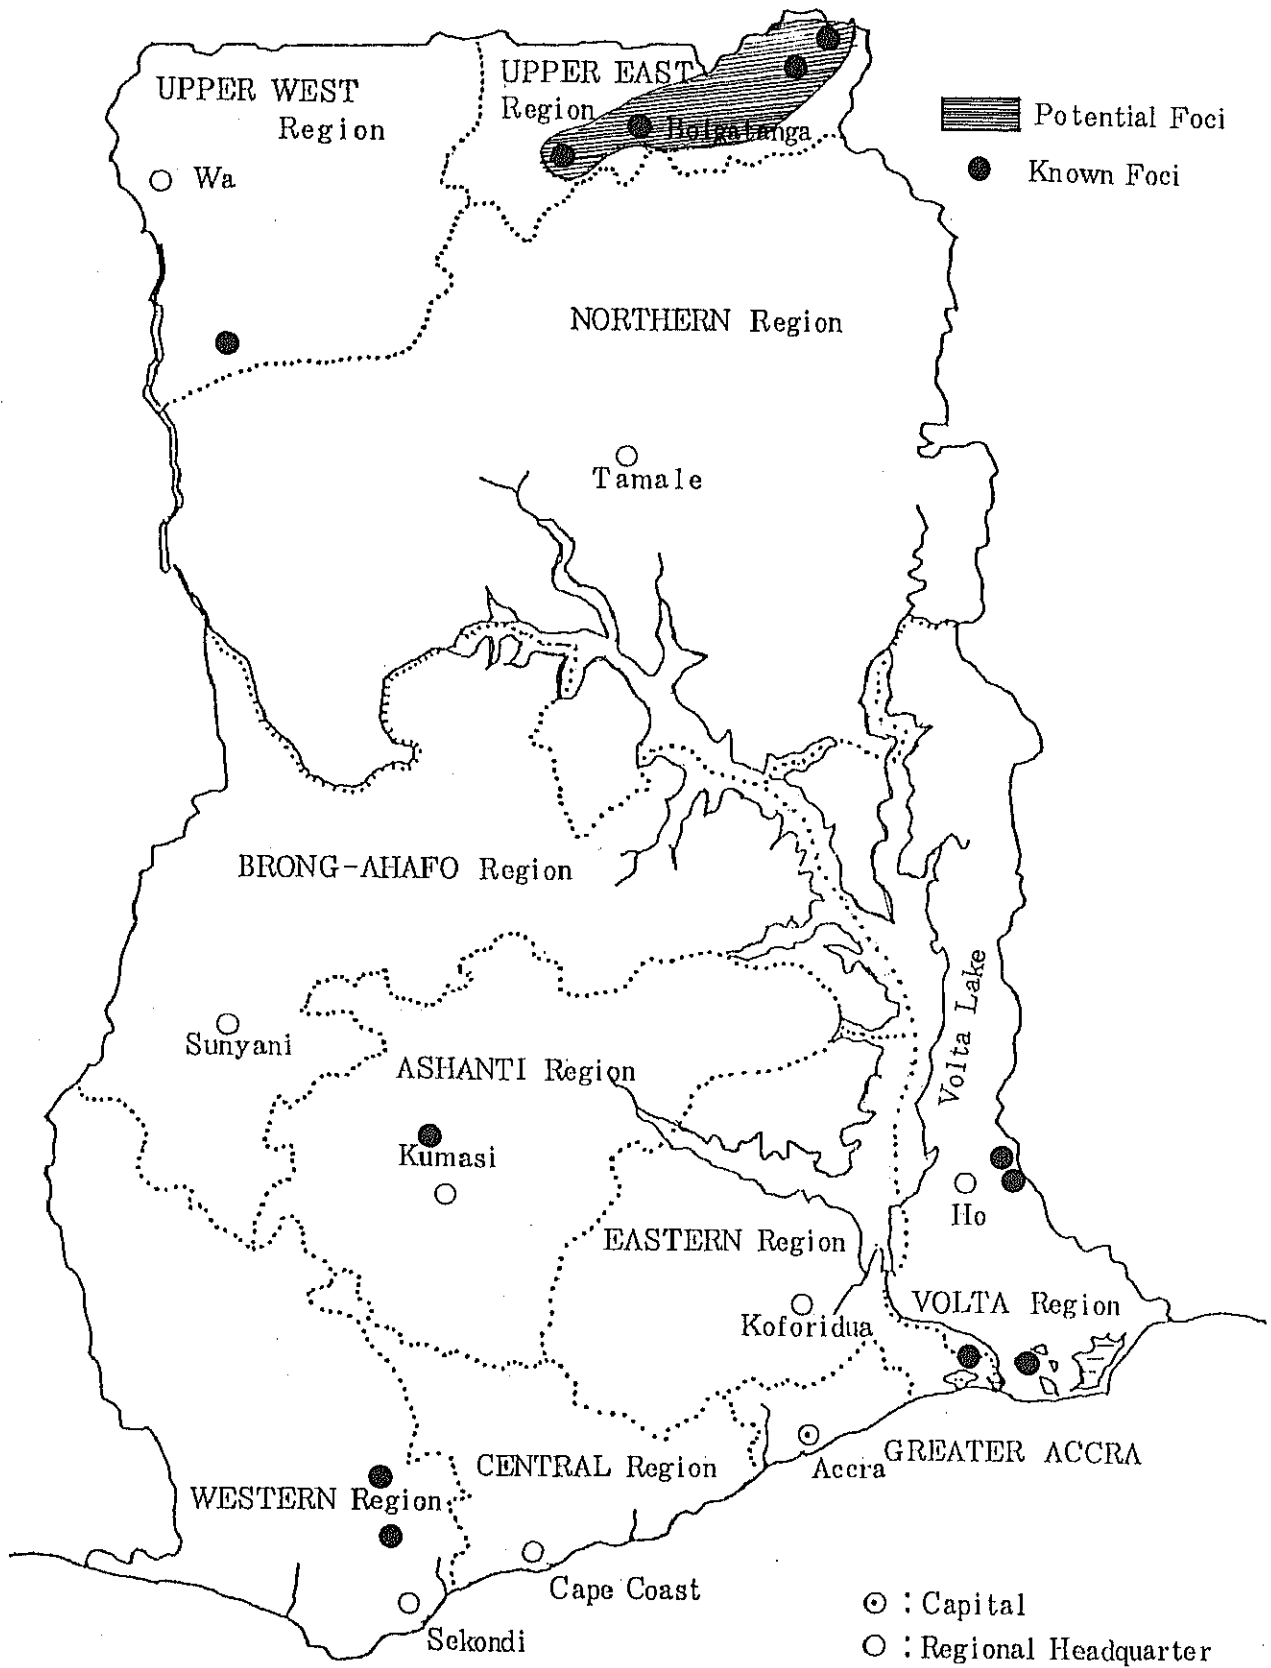 UPPER WEST
Region
UPPER EAST
Region
Bolgatanga
Potential Foci
Known Foci
Wa
NORTHERN Region
Tamale
BRONG-AHAFO Region
Sunyani
ASHANTI Region
Volta Lake
Kumasi
Ho
EASTERN Region
VOLTA Region
Koforidua
CENTRAL Region
Accra
GREATER ACCRA
WESTERN Region
Cape Coast
Sekondi
: Capital
: Regional Headquarter